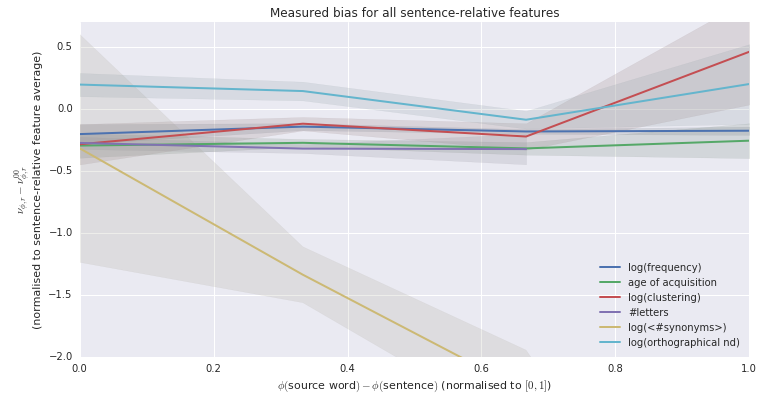 Measured bias for all sentence-relative features
ν_{ϕ,r} − ν_{ϕ,r}^{00}
(normalised to sentence-relative feature average)
0.5
0.0
−0.5
−1.0
−1.5
−2.0
log(frequency)
age of acquisition
log(clustering)
#letters
log(<#synonyms>)
log(orthographical nd)
0.0 0.2 0.4 0.6 0.8 1.0
ϕ(source word) − ϕ(sentence) (normalised to [0, 1])